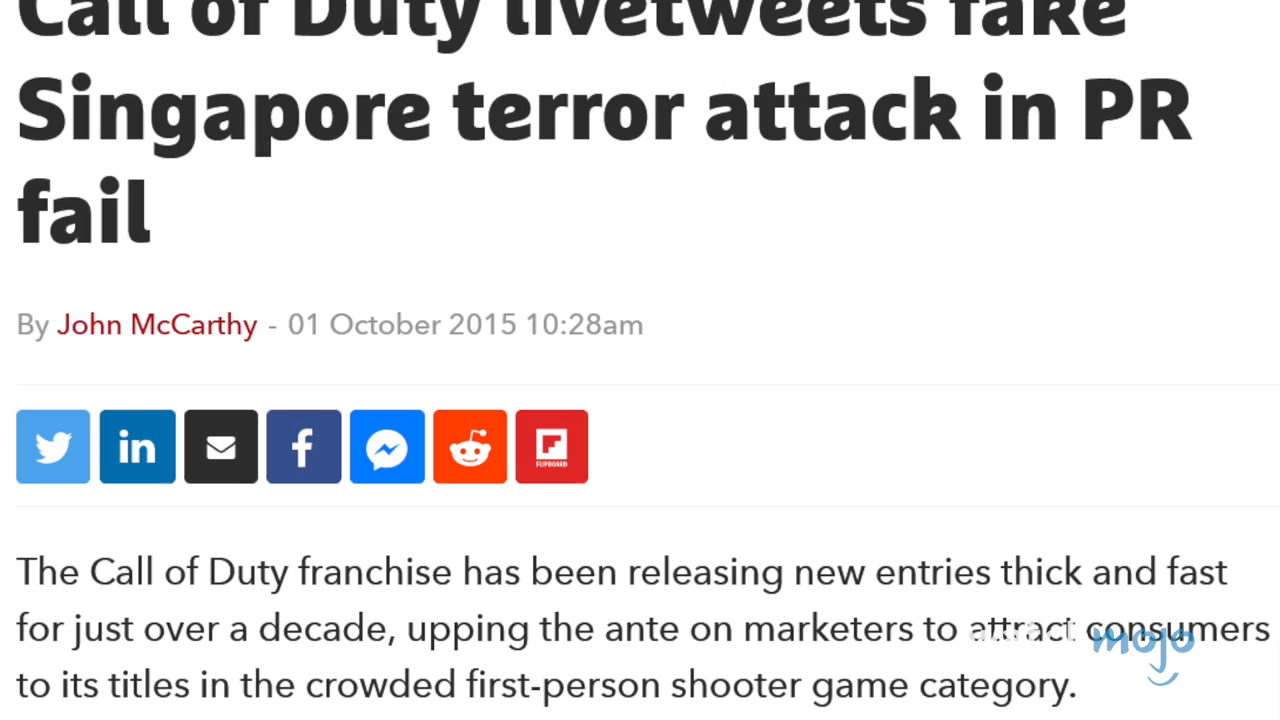 Call of Duty livetweets fake
Singapore terror attack in PR
fail
By John McCarthy - 01 October 2015 10:28am
in
f
FLIPBOARD
The Call of Duty franchise has been releasing new entries thick and fast
for just over a decade, upping the ante on marketers to attract consumers
to its titles in the crowded first-person shooter game category.
mojo